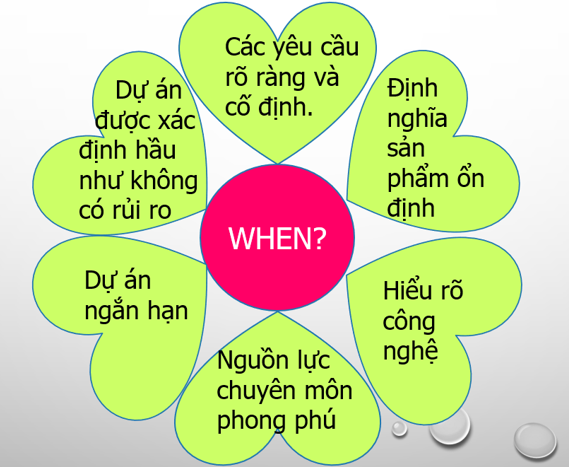 Các yêu cầu
rõ ràng và
cố định.
Định
nghĩa
sản
phẩm ổn
định
Hiểu rõ
công
nghệ
Nguồn lực
chuyên môn
phong phú
Dự án
ngắn hạn
Dự án
được xác
định hầu
như không
có rủi ro
WHEN?